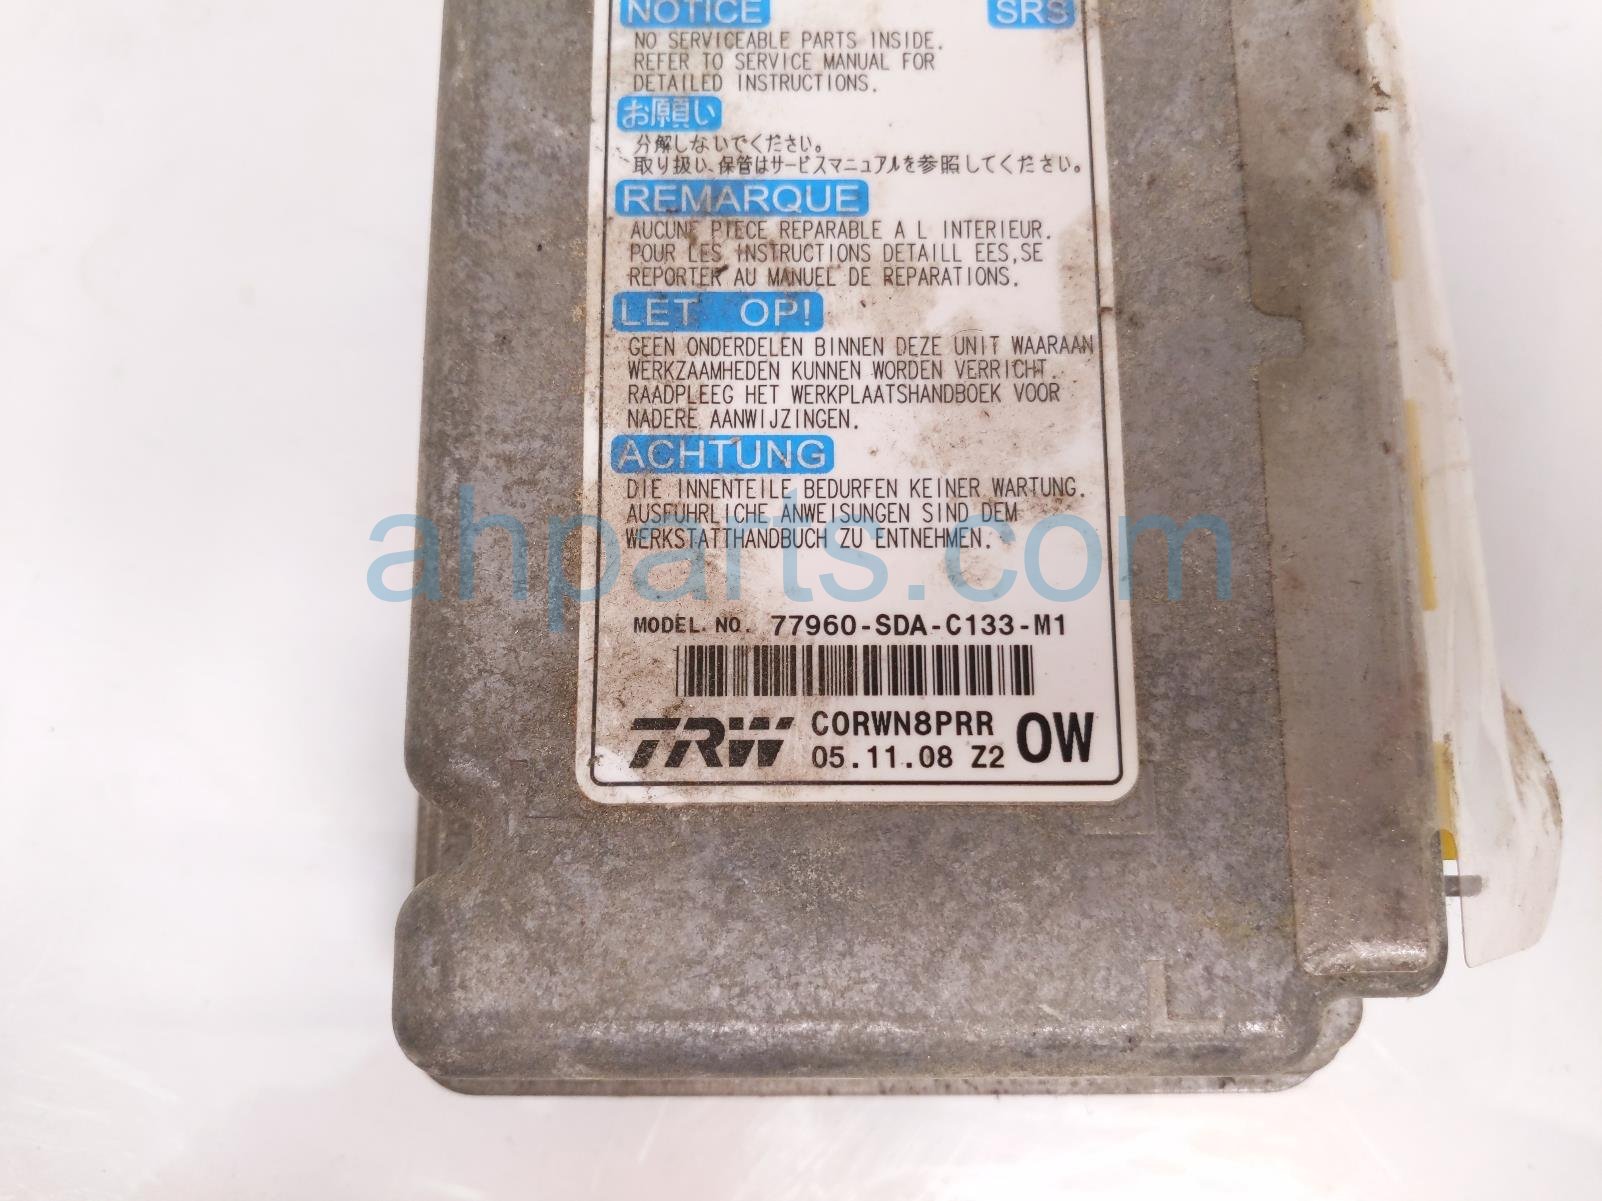 NOTICE SRS
NO SERVICEABLE PARTS INSIDE.
REFER TO SERVICE MANUAL FOR
DETAILED INSTRUCTIONS.
お願い
分解しないでください。
取り扱い、保管はサービスマニュアルを参照してください。
REMARQUE
AUCUNE PIECE REPARABLE A L INTERIEUR.
POUR LES INSTRUCTIONS DETAILL EES,SE
REPORTER AU MANUEL DE REPARATIONS.
LET OP!
GEEN ONDERDELEN BINNEN DEZE UNIT WAARAAN
WERKZAAMHEDEN KUNNEN WORDEN VERRICHT.
RAADPLEEG HET WERKPLAATSHANDBOEK VOOR
NADERE AANWIJZINGEN.
ACHTUNG
DIE INNENTEILE BEDURFEN KEINER WARTUNG.
AUSFUHRLICHE ANWEISUNGEN SIND DEM
WERKSTATTHANDBUCH ZU ENTNEHMEN.
ahparts.com
MODEL. NO. 77960-SDA-C133-M1
TRW C0RWN8PRR 0W
05.11.08 Z2
L